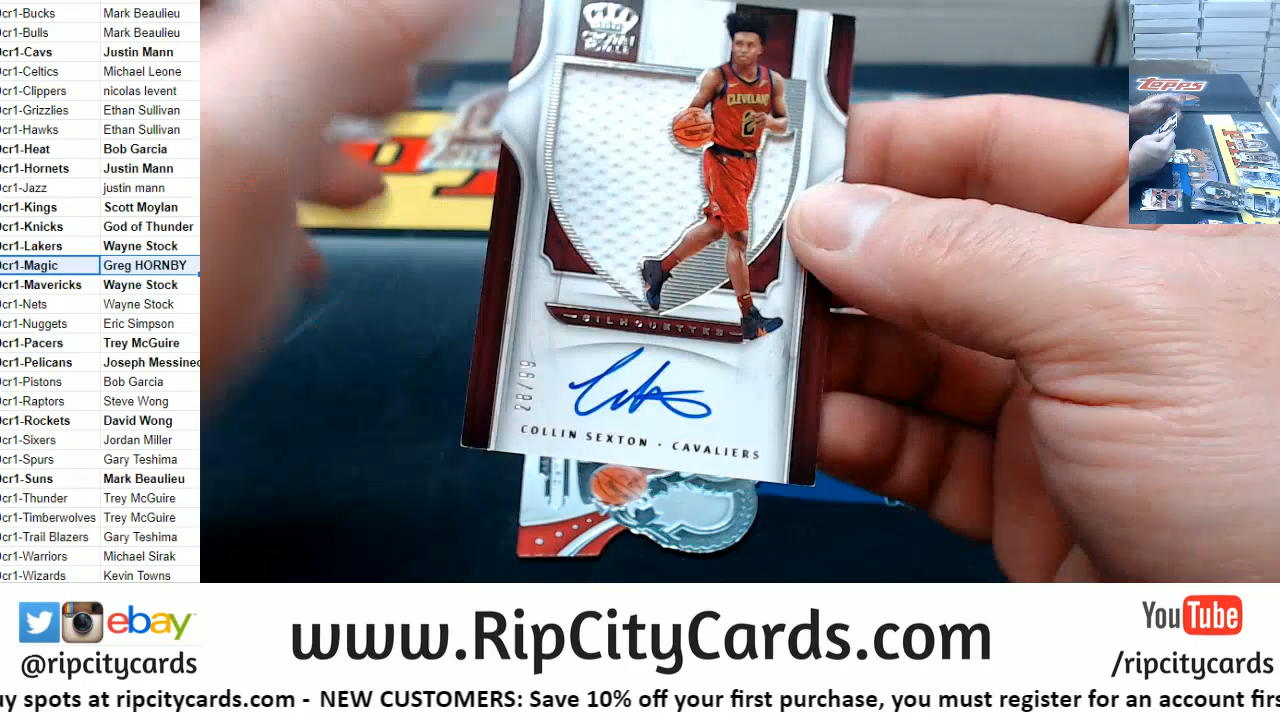 cr1-Bucks Mark Beaulieu
cr1-Bulls Mark Beaulieu
cr1-Cavs Justin Mann
cr1-Celtics Michael Leone
cr1-Clippers nicolas levent
cr1-Grizzlies Ethan Sullivan
cr1-Hawks Ethan Sullivan
cr1-Heat Bob Garcia
cr1-Hornets Justin Mann
cr1-Jazz justin mann
cr1-Kings Scott Moylan
cr1-Knicks God of Thunder
cr1-Lakers Wayne Stock
cr1-Magic Greg HORNBY
cr1-Mavericks Wayne Stock
cr1-Nets Wayne Stock
cr1-Nuggets Eric Simpson
cr1-Pacers Trey McGuire
cr1-Pelicans Joseph Messineo
cr1-Pistons Bob Garcia
cr1-Raptors Steve Wong
cr1-Rockets David Wong
cr1-Sixers Jordan Miller
cr1-Spurs Gary Teshima
cr1-Suns Mark Beaulieu
cr1-Thunder Trey McGuire
cr1-Timberwolves Trey McGuire
cr1-Trail Blazers Gary Teshima
cr1-Warriors Michael Sirak
cr1-Wizards Kevin Towns
CROWN
ROYALE
CLEVELAND
2
SILHOUETTES
28/99
COLLIN SEXTON · CAVALIERS
Topps
ebay
@ripcitycards
www.RipCityCards.com
YouTube
/ripcitycards
uy spots at ripcitycards.com - NEW CUSTOMERS: Save 10% off your first purchase, you must register for an account firs